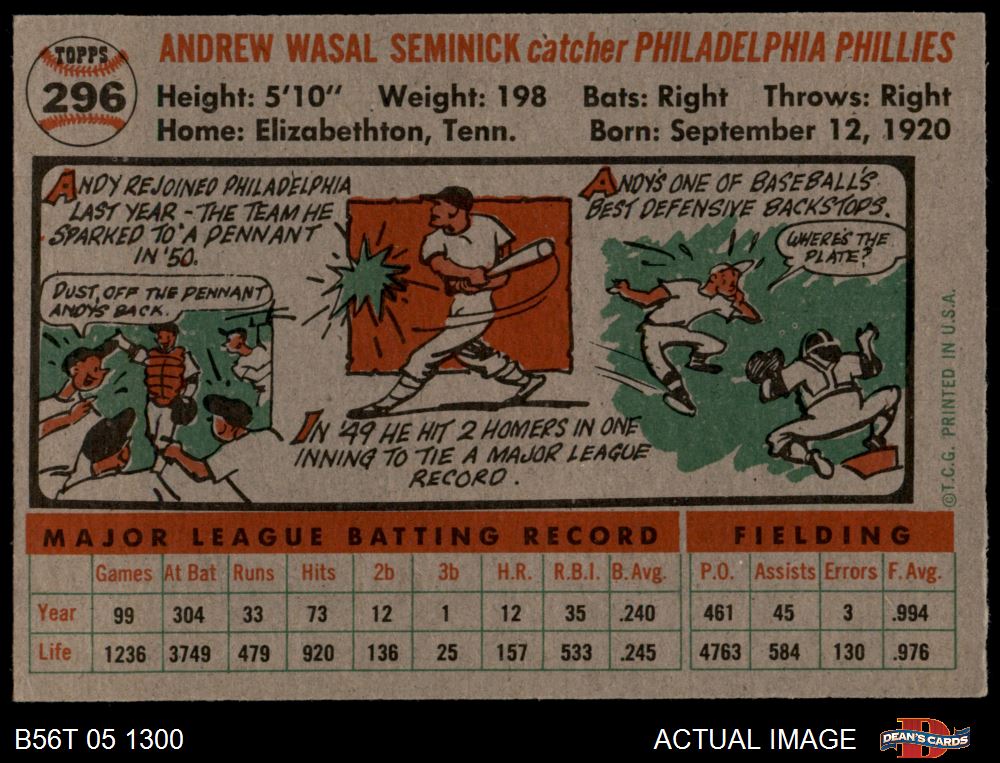 TOPPS
296
ANDREW WASAL SEMINICK catcher PHILADELPHIA PHILLIES
Height: 5'10" Weight: 198 Bats: Right Throws: Right
Home: Elizabethton, Tenn. Born: September 12, 1920
ANDY REJOINED PHILADELPHIA
LAST YEAR - THE TEAM HE
SPARKED TO A PENNANT
IN '50.
DUST OFF THE PENNANT
ANDY'S BACK.
IN '49 HE HIT 2 HOMERS IN ONE
INNING TO TIE A MAJOR LEAGUE
RECORD.
ANDY'S ONE OF BASEBALL'S
BEST DEFENSIVE BACKSTOPS.
WHERE'S THE
PLATE?
©T.C.G. PRINTED IN U.S.A.
MAJOR LEAGUE BATTING RECORD FIELDING
Games At Bat Runs Hits 2b 3b H.R. R.B.I. B. Avg. P.O. Assists Errors F. Avg.
Year 99 304 33 73 12 1 12 35 .240 461 45 3 .994
Life 1236 3749 479 920 136 25 157 533 .245 4763 584 130 .976
B56T 05 1300
ACTUAL IMAGE
D
DEAN'S CARDS